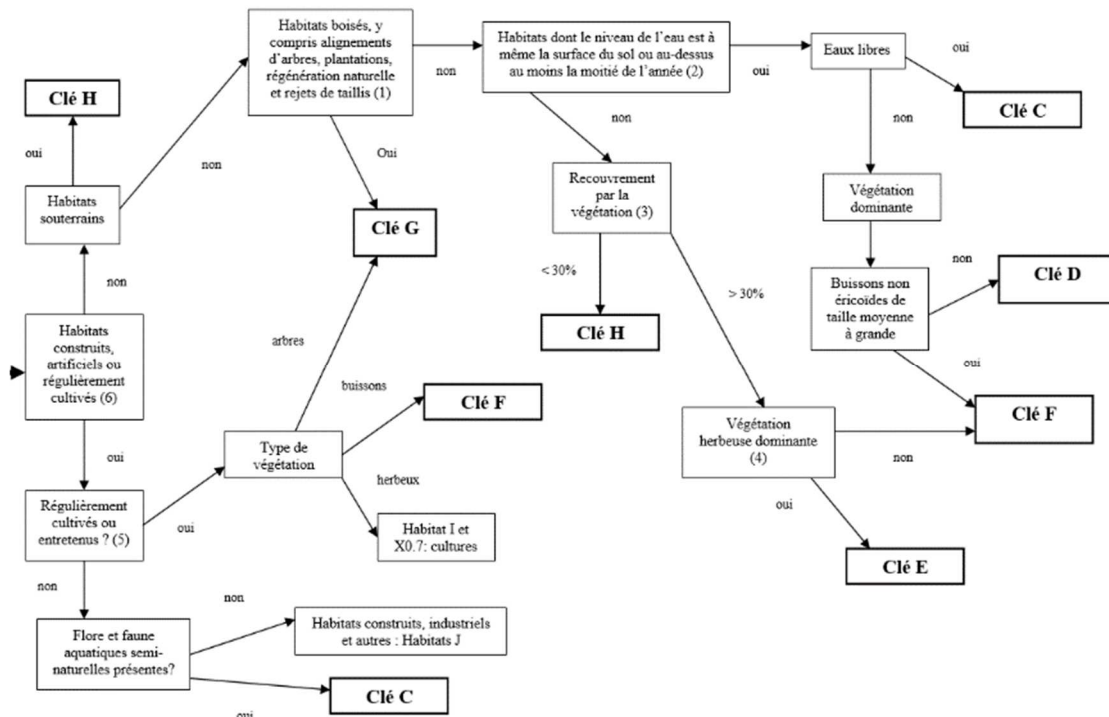 Habitats boisés, y
compris alignements
d’arbres, plantations,
régénération naturelle
et rejets de taillis (1)
non
Habitats dont le niveau de l’eau est à
même la surface du sol ou au-dessus
au moins la moitié de l’année (2)
oui
Eaux libres
oui
Clé C
non
Végétation
dominante
Buissons non
éricoïdes de
taille moyenne
à grande
non
Clé D
oui
Clé F
non
Recouvrement
par la
végétation (3)
<30%
Clé H
> 30%
Végétation
herbeuse dominante
(4)
non
oui
Clé E
Oui
Clé G
Clé H
oui
Habitats
souterrains
non
non
Habitats
construits,
artificiels ou
régulièrement
cultivés (6)
oui
Régulièrement
cultivés ou
entretenus ? (5)
oui
Type de
végétation
arbres
buissons
Clé F
herbeux
Habitat I et
X0.7: cultures
non
Flore et faune
aquatiques semi-
naturelles présentes?
non
Habitats construits, industriels
et autres : Habitats J
oui
Clé C